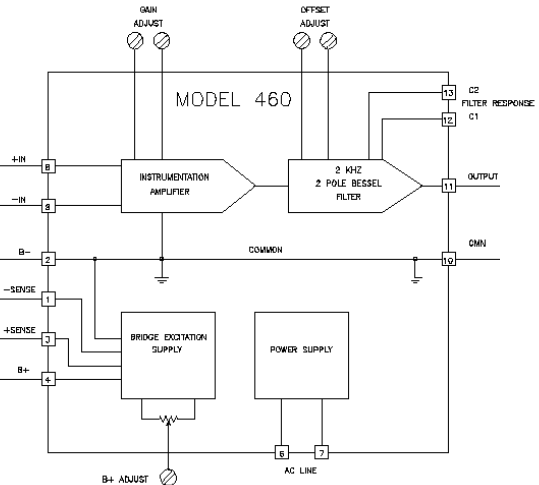 GAIN
ADJUST
OFFSET
ADJUST
MODEL 460
13
C2
FILTER RESPONSE
12
C1
+IN
8
INSTRUMENTATION
AMPLIFIER
2 KHZ
2 POLE BESSEL
FILTER
11
OUTPUT
-IN
9
B-
2
COMMON
10
CMN
-SENSE
1
+SENSE
3
BRIDGE EXCITATION
SUPPLY
POWER SUPPLY
B+
4
6
7
AC LINE
B+ ADJUST